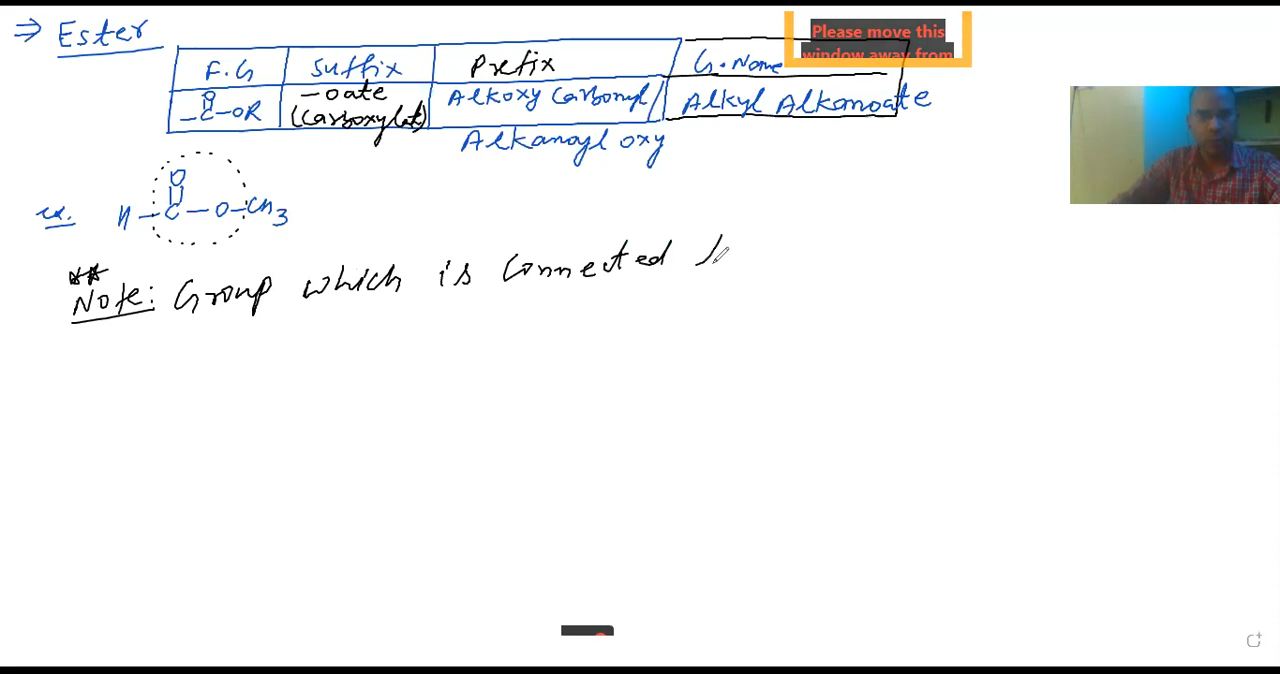 ⇒ Ester
Please move this
window away from
F.G Suffix Prefix G.Name
O
-C-OR -oate (Carboxylate) Alkoxy Carbonyl/ Alkyl Alkanoate
Alkanoyl oxy
O
ex. H-C-O-CH3
**
Note: Group which is Connected